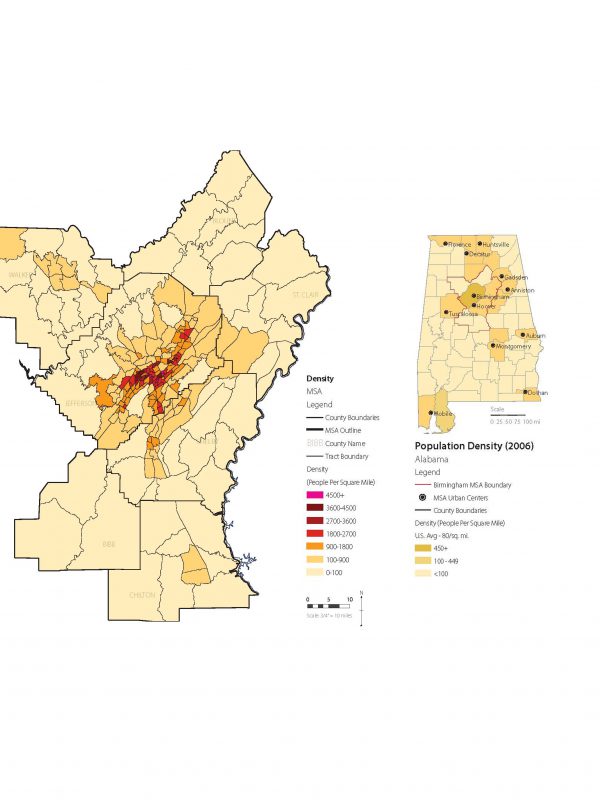 BLOUNT
WALKER
ST. CLAIR
JEFFERSON
BIBB
CHILTON
Density
MSA
Legend
County Boundaries
MSA Outline
BIBB County Name
Tract Boundary
Density
(People Per Square Mile)
4500+
3600-4500
2700-3600
1800-2700
900-1800
100-900
0-100
0 5 10
N
Scale: 3/4" = 10 miles
Florence
Huntsville
Decatur
Gadsden
Anniston
Birmingham
Hoover
Tuscaloosa
Auburn
Montgomery
Dothan
Mobile
Scale
0 25 50 75 100 mi
Population Density (2006)
Alabama
Legend
Birmingham MSA Boundary
MSA Urban Centers
County Boundaries
Density (People Per Square Mile)
U.S. Avg - 80/sq. mi.
450+
100 - 449
<100